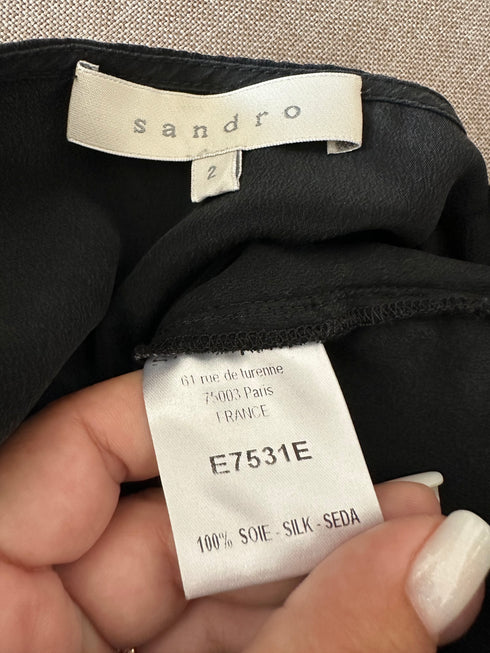 sandro
2
61 rue de turenne
75003 Paris
FRANCE
E7531E
100% SOIE - SILK - SEDA